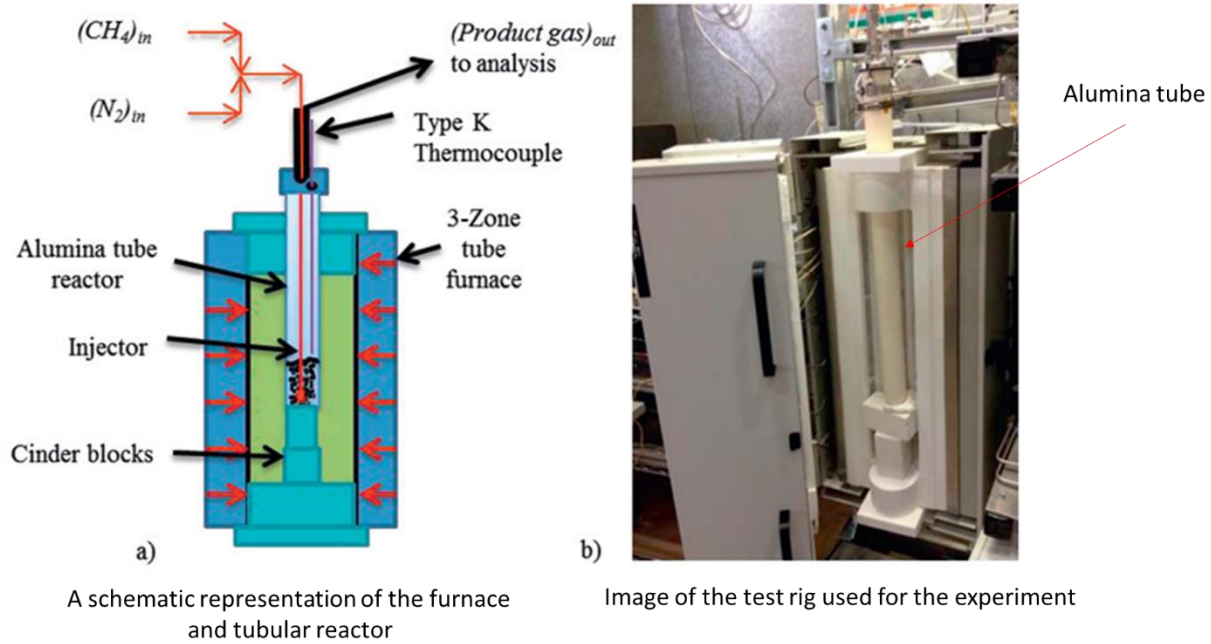 (CH₄)in
(N₂)in
(Product gas)out
to analysis
Type K
Thermocouple
3-Zone
tube
furnace
Alumina tube
reactor
Injector
Cinder blocks
a)
b)
Alumina tube
A schematic representation of the furnace
and tubular reactor
Image of the test rig used for the experiment